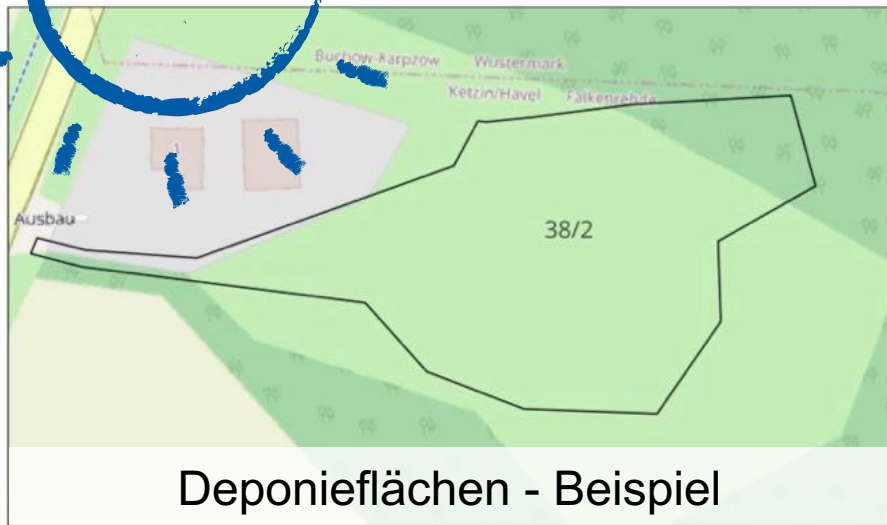 Buchow-Karpzow Wustermark
Ketzin/Havel Falkenrehde
Ausbau
38/2
Deponieflächen - Beispiel